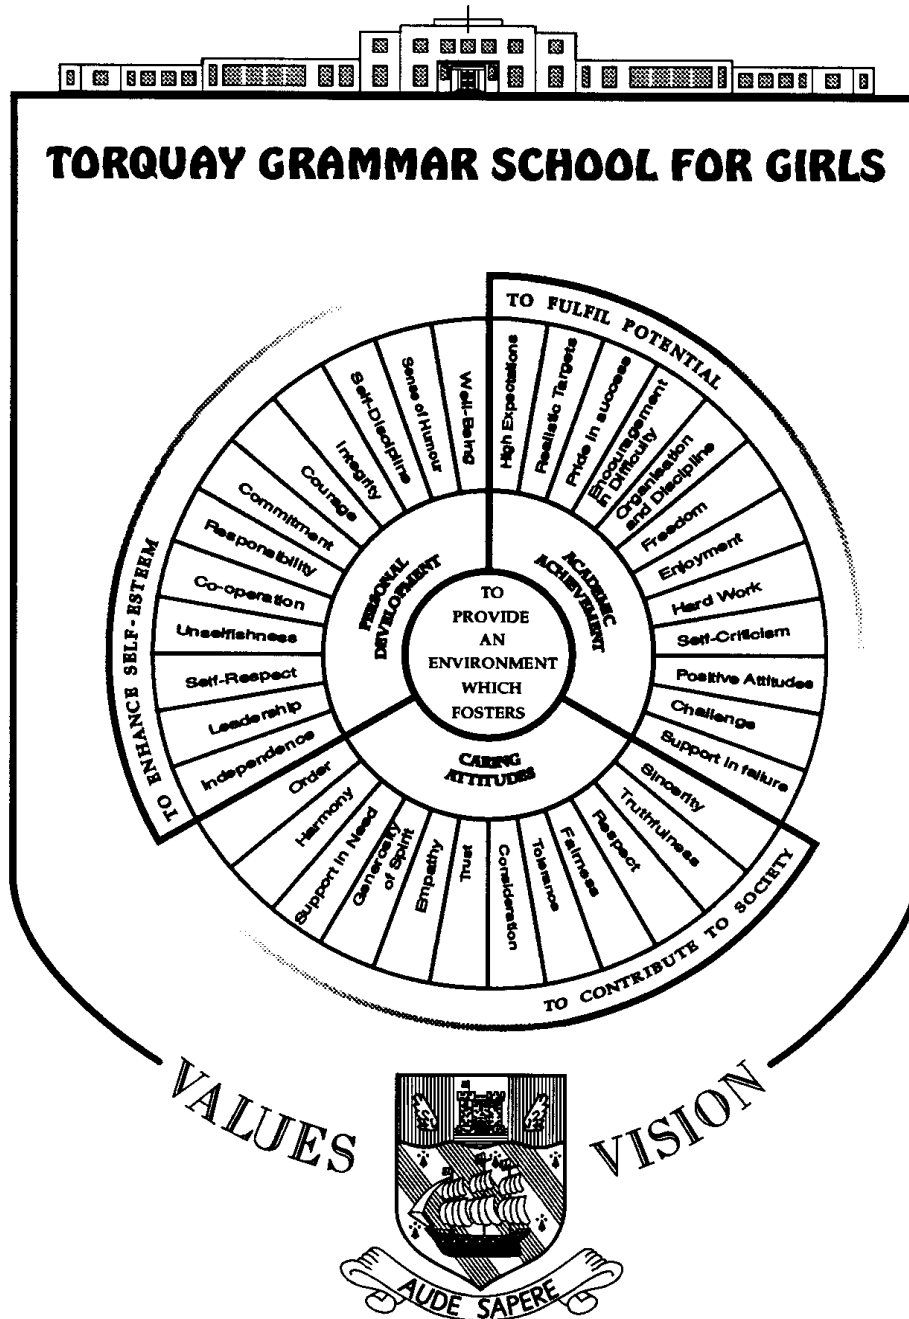 TORQUAY GRAMMAR SCHOOL FOR GIRLS
TO FULFIL POTENTIAL
High Expectations
Realistic Targets
Pride in success
Encouragement
in Difficulty
Organisation
and Discipline
Freedom
Enjoyment
Hard Work
Self-Criticism
Positive Attitudes
Challenge
Support in failure
ACADEMIC
ACHIEVEMENT
TO CONTRIBUTE TO SOCIETY
Sincerity
Truthfulness
Respect
Fairness
Tolerance
Consideration
Trust
Empathy
Generosity
of Spirit
Support in Need
Harmony
Order
CARING
ATTITUDES
TO ENHANCE SELF-ESTEEM
Independence
Leadership
Self-Respect
Unselfishness
Co-operation
Responsibility
Commitment
Courage
Integrity
Self-Discipline
Sense of Humour
Well-Being
PERSONAL
DEVELOPMENT
TO
PROVIDE
AN
ENVIRONMENT
WHICH
FOSTERS
VALUES
VISION
AUDE SAPERE